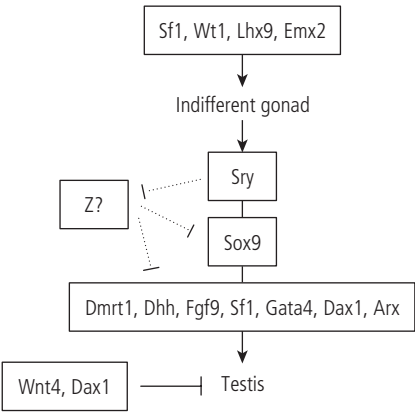 Sf1, Wt1, Lhx9, Emx2
Indifferent gonad
Sry
Z?
Sox9
Dmrt1, Dhh, Fgf9, Sf1, Gata4, Dax1, Arx
Wnt4, Dax1
Testis